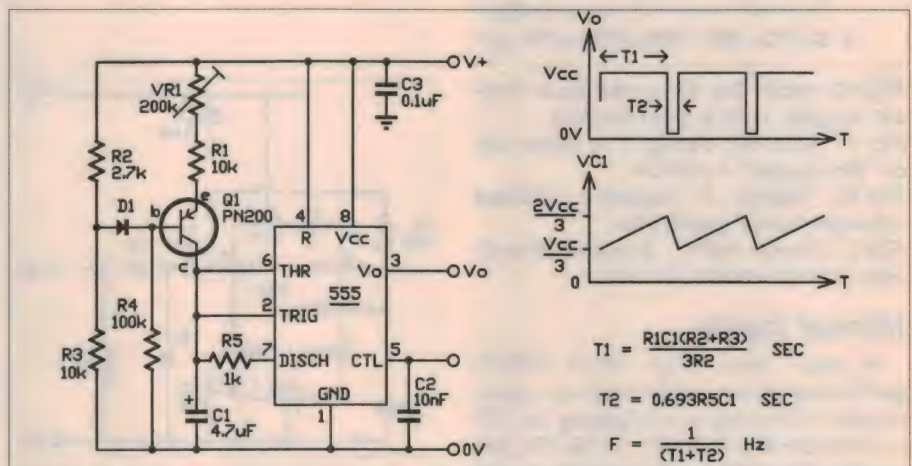 V+
VR1
200k
C3
0.1uF
R1
10k
R2
2.7k
D1
b
e
Q1
PN200
c
4
8
R
Vcc
6
THR
Vo
3
Vo
555
2
TRIG
R4
100k
R5
7
DISCH
CTL
5
1k
R3
10k
GND
1
C2
10nF
+
C1
4.7uF
0V
Vo
T1
Vcc
T2
0V
T
VC1
2Vcc
3
Vcc
3
0
T
T1 = R1C1(R2+R3) SEC
3R2
T2 = 0.693R5C1 SEC
F = 1 Hz
(T1+T2)